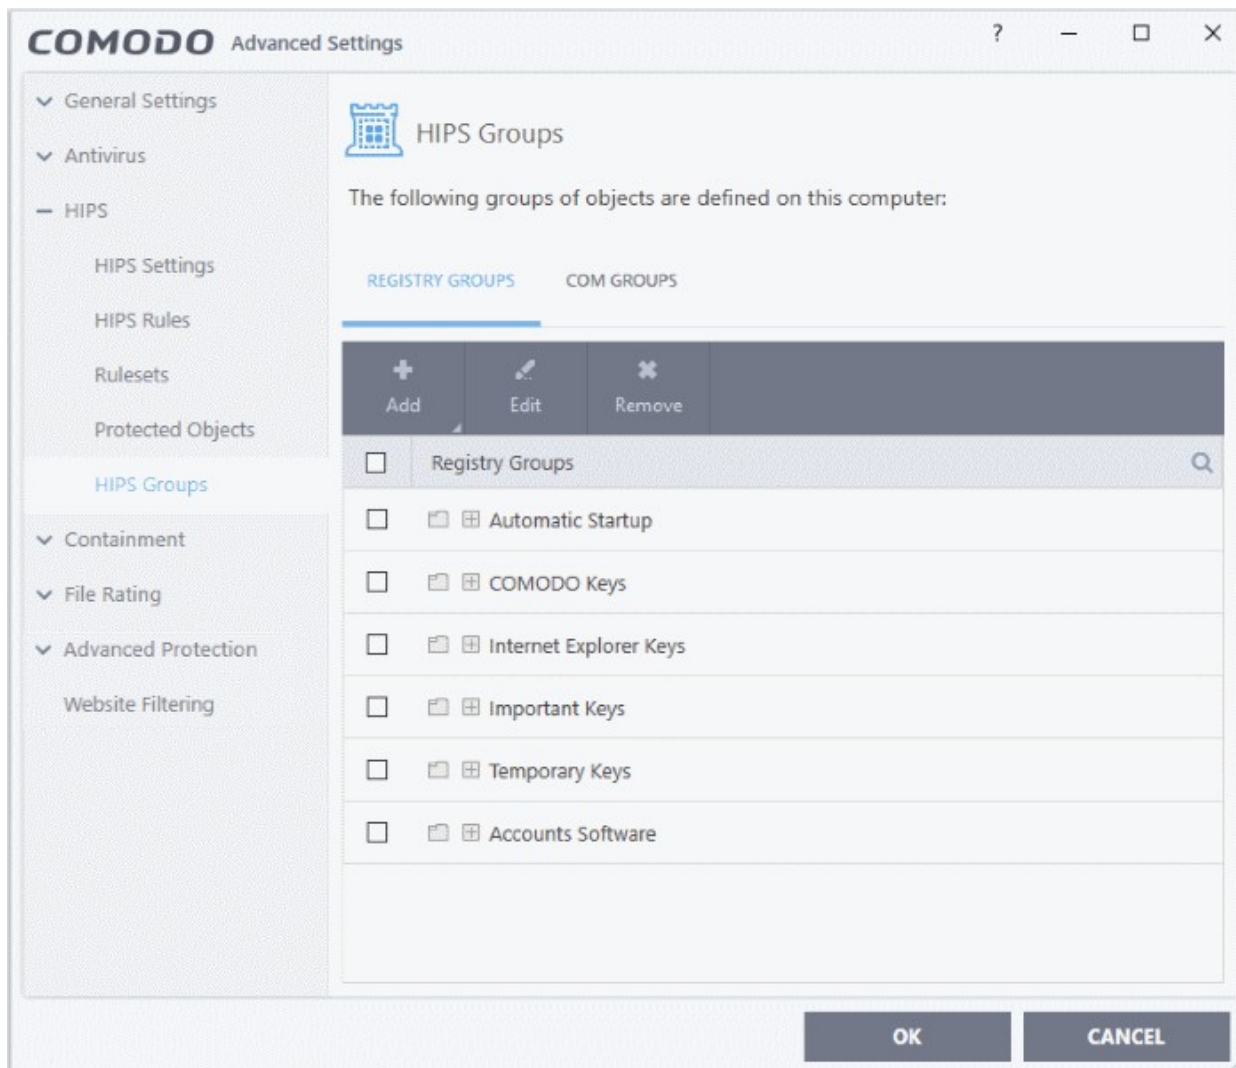 COMODO Advanced Settings ?
General Settings
Antivirus
HIPS
HIPS Settings
HIPS Rules
Rulesets
Protected Objects
HIPS Groups
Containment
File Rating
Advanced Protection
Website Filtering
HIPS Groups
The following groups of objects are defined on this computer:
REGISTRY GROUPS COM GROUPS
Add Edit Remove
Registry Groups
Automatic Startup
COMODO Keys
Internet Explorer Keys
Important Keys
Temporary Keys
Accounts Software
OK CANCEL